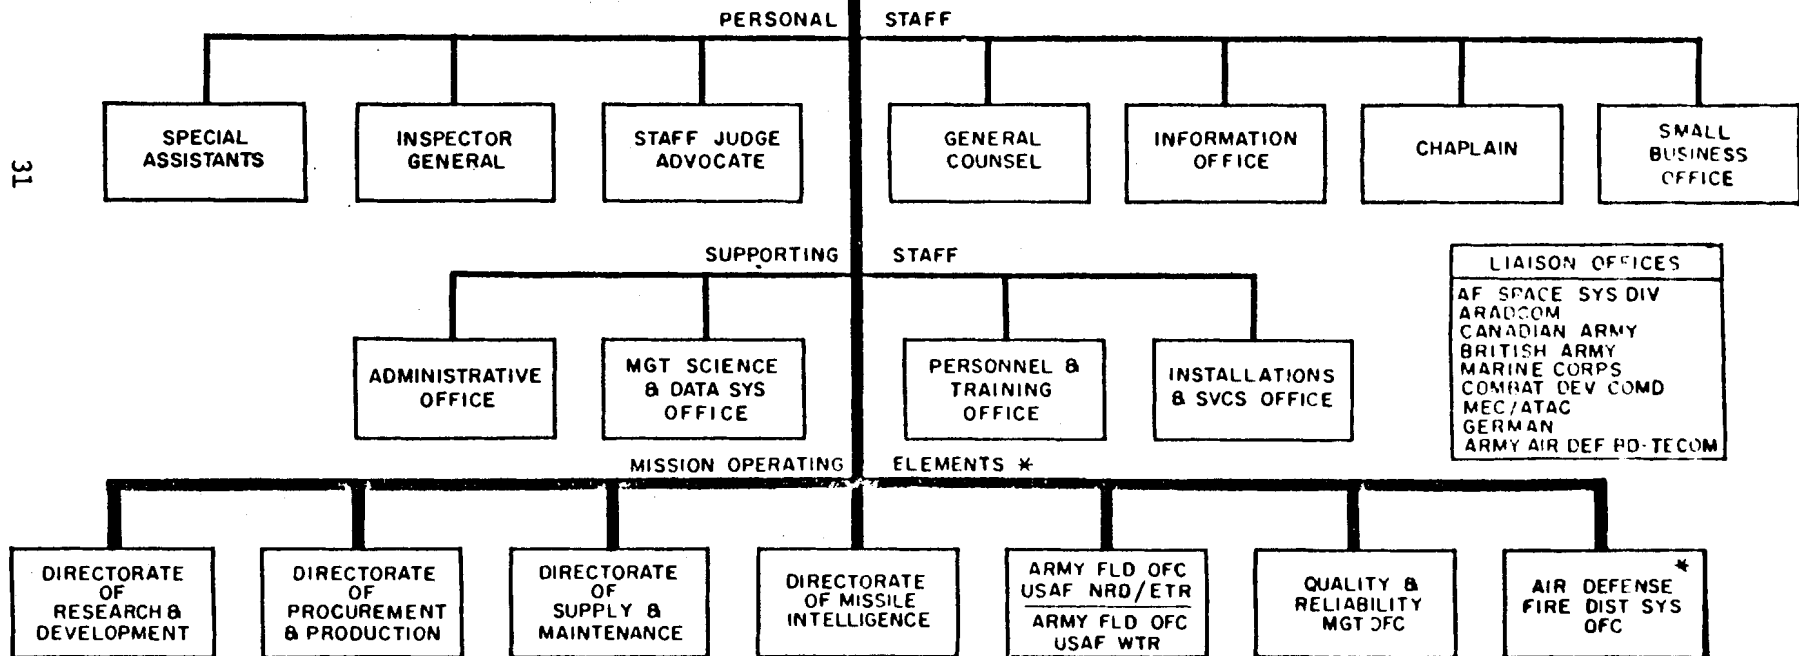 PERSONAL STAFF
SPECIAL
ASSISTANTS
INSPECTOR
GENERAL
STAFF JUDGE
ADVOCATE
GENERAL
COUNSEL
INFORMATION
OFFICE
CHAPLAIN
SMALL
BUSINESS
OFFICE
31
SUPPORTING STAFF
ADMINISTRATIVE
OFFICE
MGT SCIENCE
& DATA SYS
OFFICE
PERSONNEL &
TRAINING
OFFICE
INSTALLATIONS
& SVCS OFFICE
LIAISON OFFICES
AF SPACE SYS DIV
ARADCOM
CANADIAN ARMY
BRITISH ARMY
MARINE CORPS
COMBAT DEV COMD
MEC/ATAC
GERMAN
ARMY AIR DEF BD-TECOM
MISSION OPERATING ELEMENTS *
DIRECTORATE
OF
RESEARCH &
DEVELOPMENT
DIRECTORATE
OF
PROCUREMENT
& PRODUCTION
DIRECTORATE
OF
SUPPLY &
MAINTENANCE
DIRECTORATE
OF MISSILE
INTELLIGENCE
ARMY FLD OFC
USAF NRD/ETR
ARMY FLD OFC
USAF WTR
QUALITY &
RELIABILITY
MGT OFC
*
AIR DEFENSE
FIRE DIST SYS
OFC